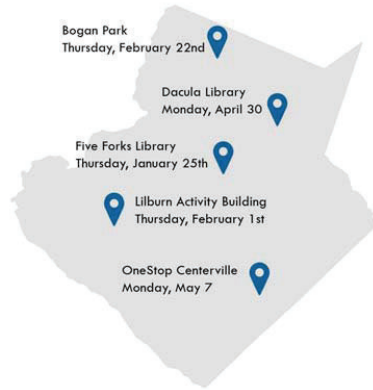 Bogan Park
Thursday, February 22nd
Dacula Library
Monday, April 30
Five Forks Library
Thursday, January 25th
Lilburn Activity Building
Thursday, February 1st
OneStop Centerville
Monday, May 7